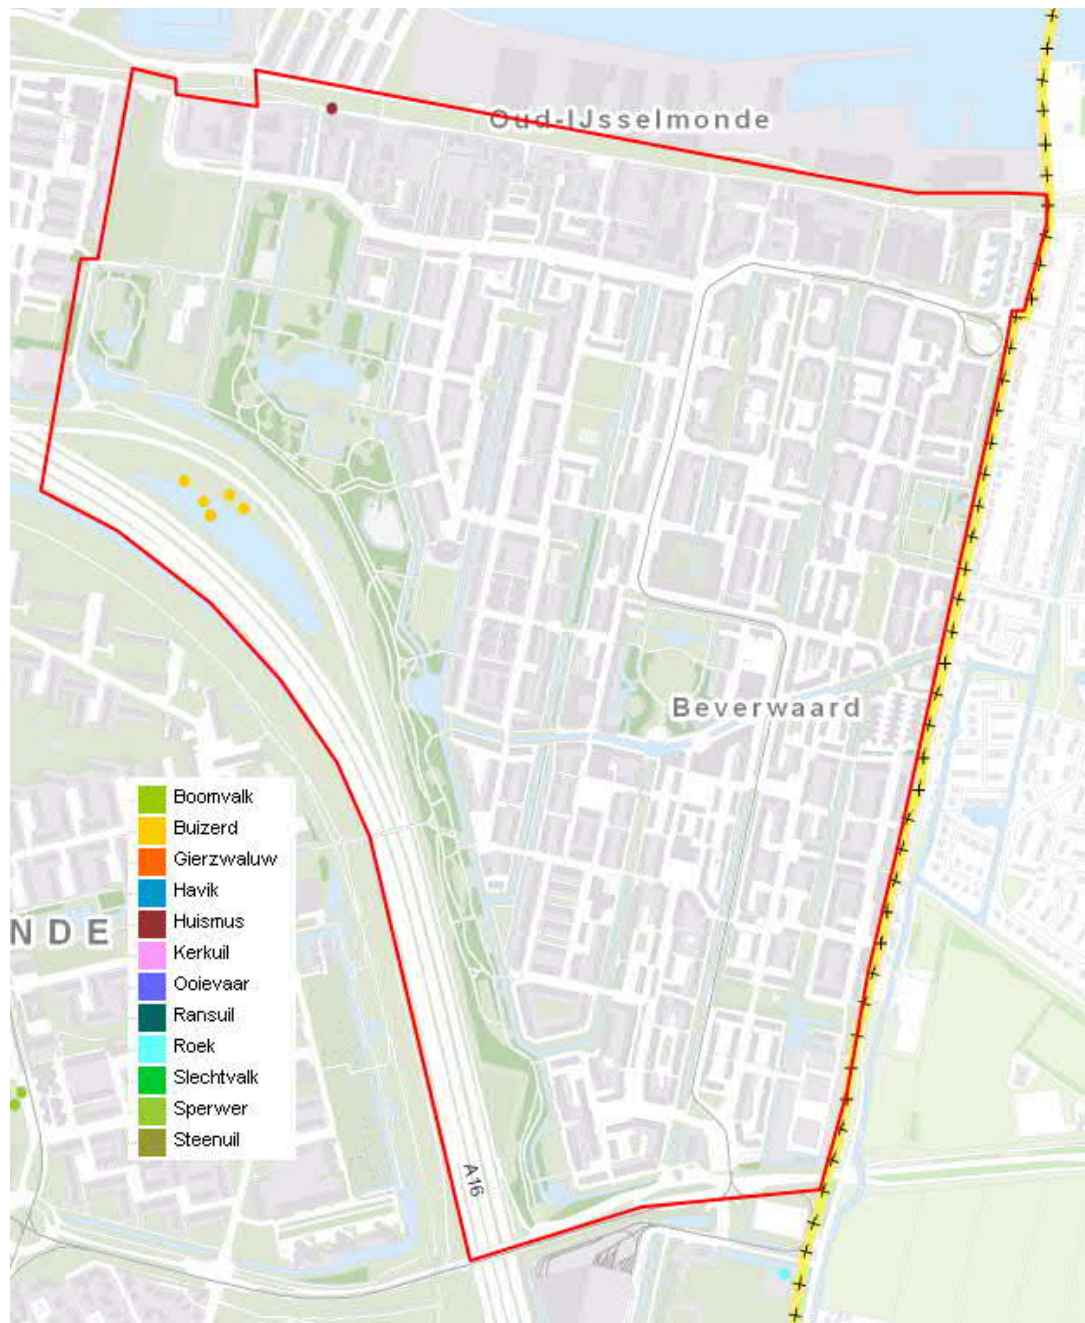 Oud-IJsselmonde
Beverwaard
Boomvalk
Buizerd
Gierzwaluw
Havik
Huismus
NDE
Kerkuil
Ooievaar
Ransuil
Roek
Slechtvalk
Sperwer
Steenuil
A16